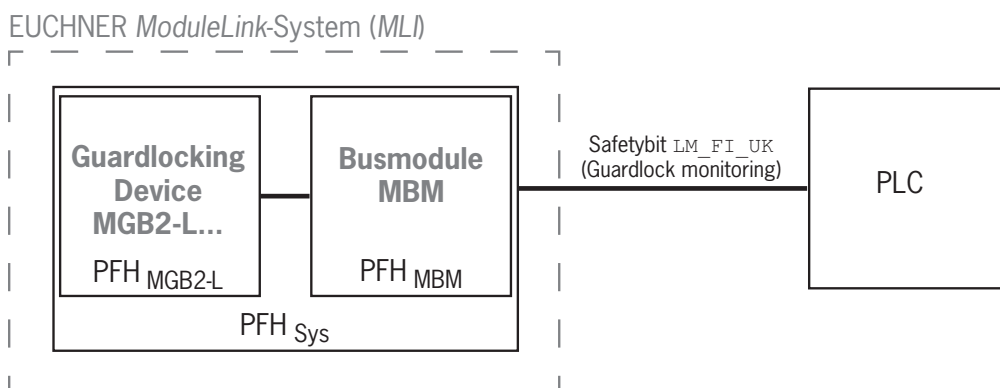 EUCHNER ModuleLink-System (MLI)
Guardlocking
Device
MGB2-L...
PFH MGB2-L
Busmodule
MBM
PFH MBM
PFH Sys
Safetybit LM_FI_UK
(Guardlock monitoring)
PLC